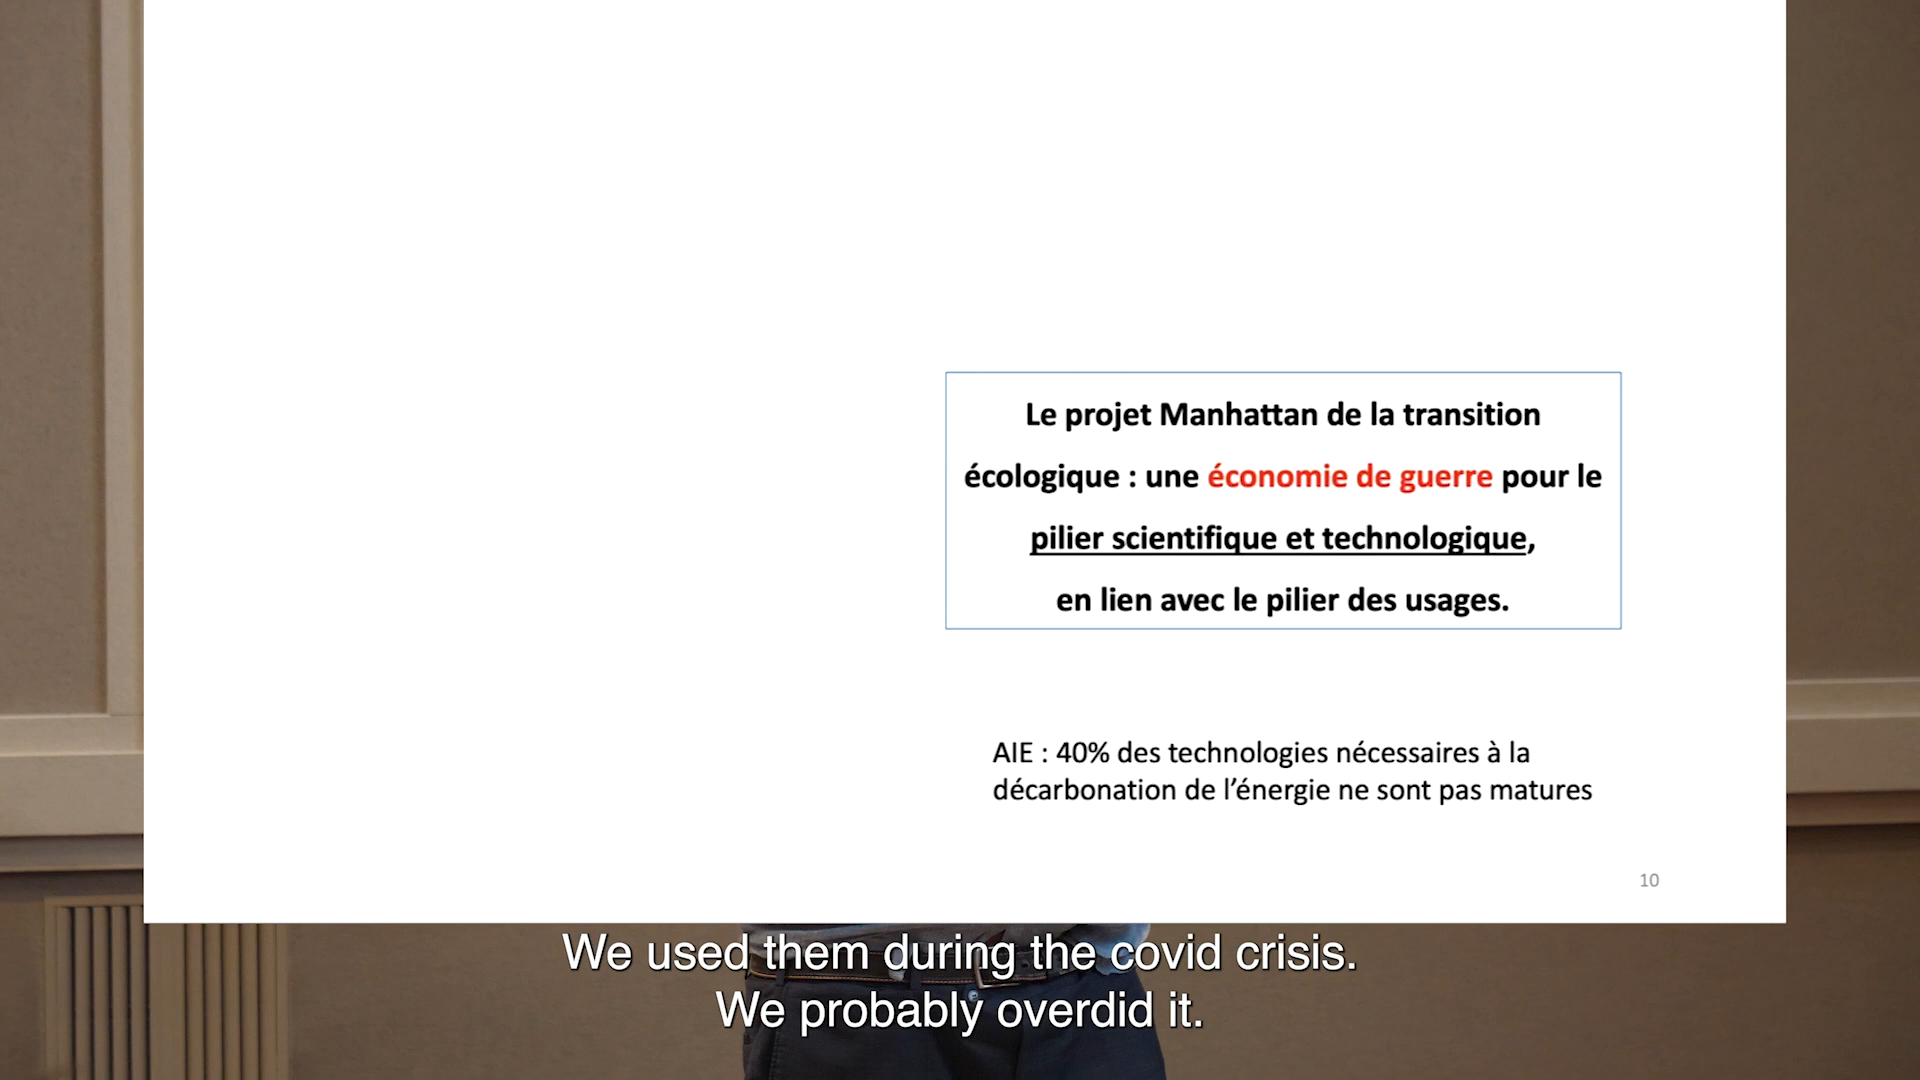 Le projet Manhattan de la transition
écologique : une économie de guerre pour le
pilier scientifique et technologique,
en lien avec le pilier des usages.
AIE : 40% des technologies nécessaires à la
décarbonation de l’énergie ne sont pas matures
10
We used them during the covid crisis.
We probably overdid it.